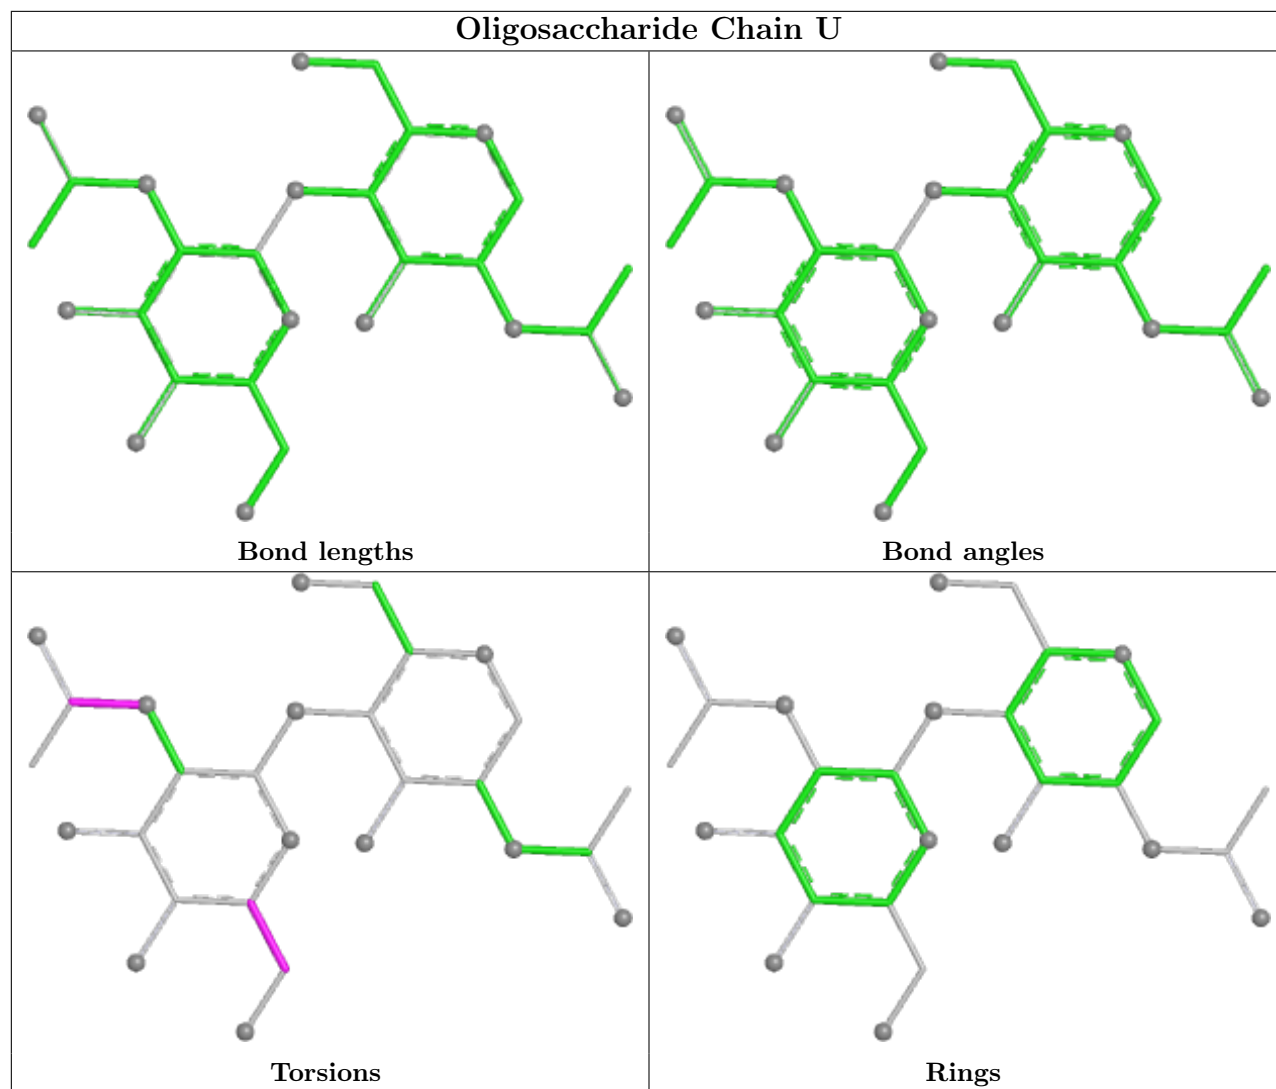 Oligosaccharide Chain U
Bond lengths
Bond angles
Torsions
Rings